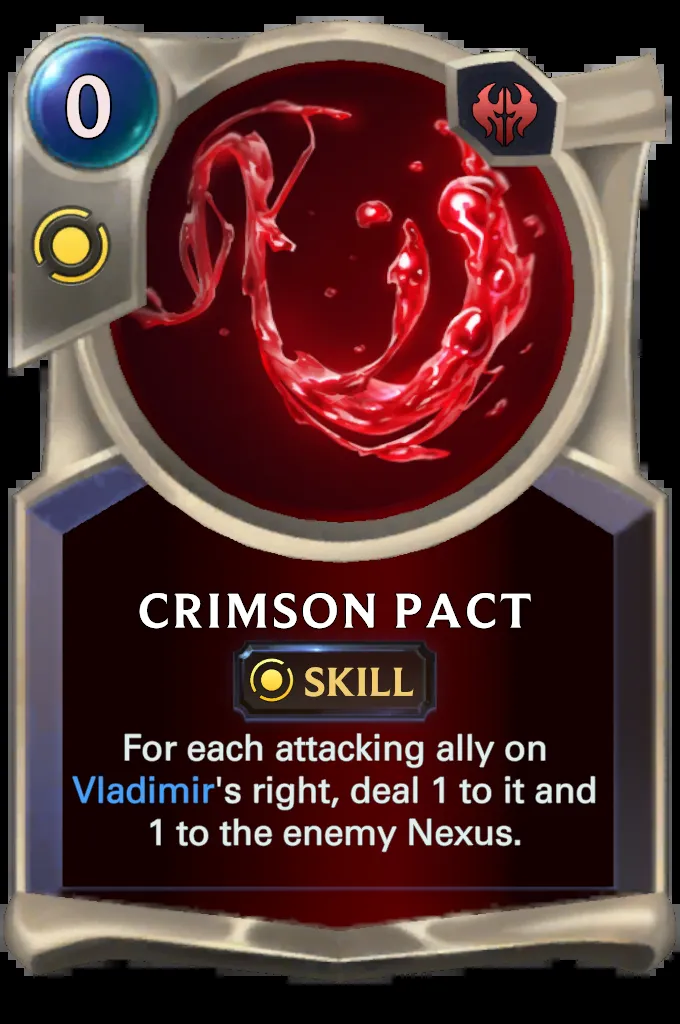 0
CRIMSON PACT
SKILL
For each attacking ally on
Vladimir's right, deal 1 to it and
1 to the enemy Nexus.